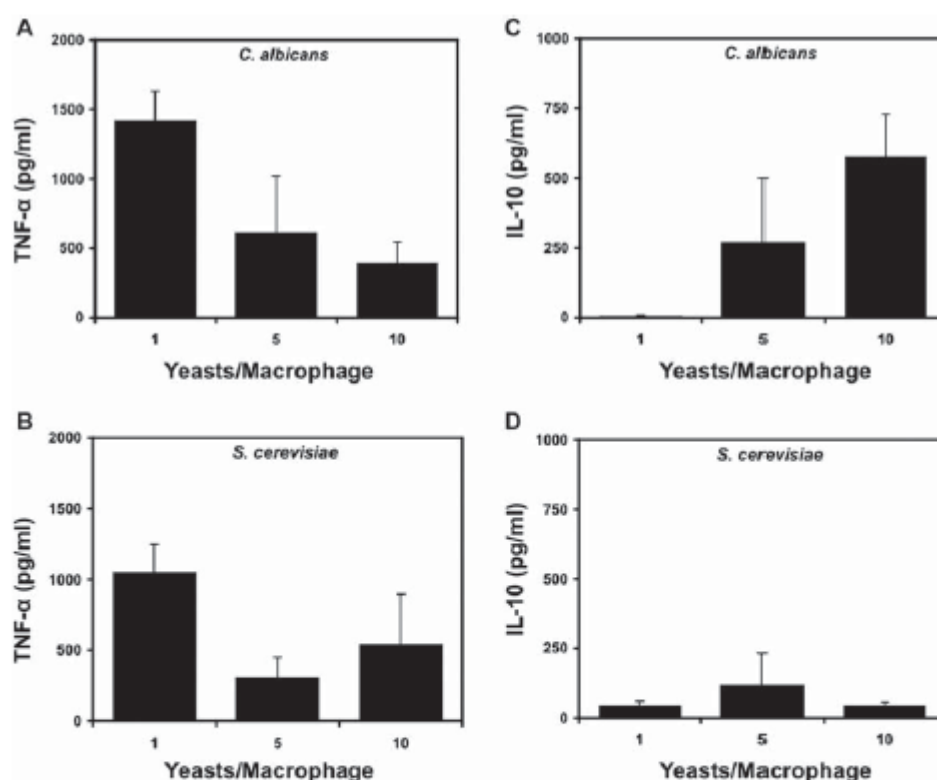 A
2000
1500
1000
500
0
TNF-α (pg/ml)
C. albicans
1 5 10
Yeasts/Macrophage
C
1000
750
500
250
0
IL-10 (pg/ml)
C. albicans
1 5 10
Yeasts/Macrophage
B
2000
1500
1000
500
0
TNF-α (pg/ml)
S. cerevisiae
1 5 10
Yeasts/Macrophage
D
1000
750
500
250
0
IL-10 (pg/ml)
S. cerevisiae
1 5 10
Yeasts/Macrophage